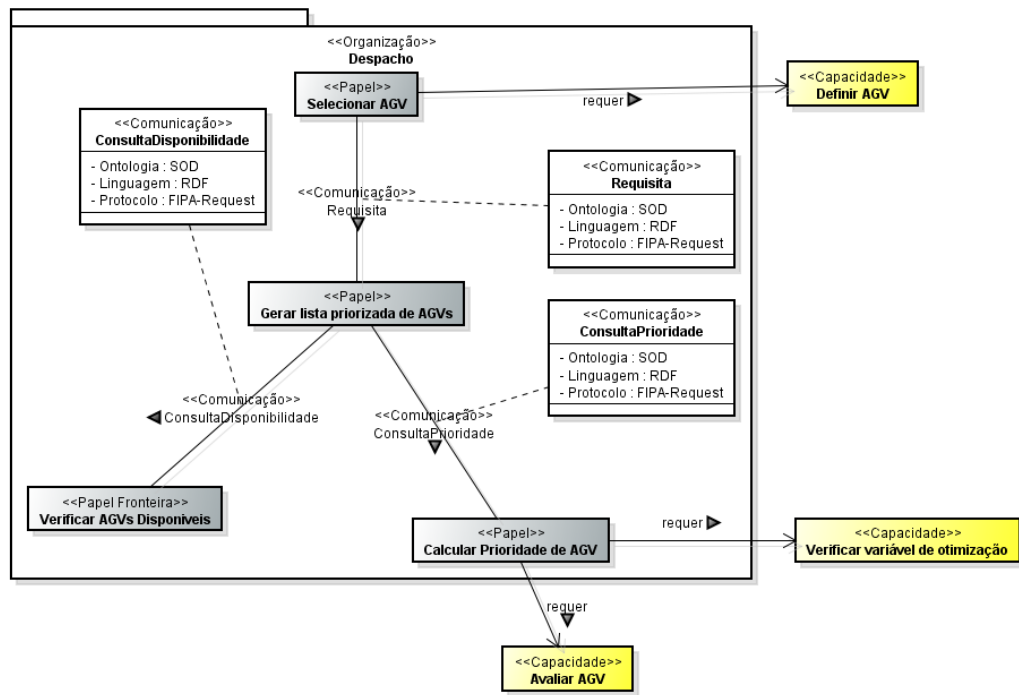 <<Organização>>
Despacho
<<Papel>>
Selecionar AGV
requer
<<Capacidade>>
Definir AGV
<<Comunicação>>
ConsultaDisponibilidade
- Ontologia : SOD
- Linguagem : RDF
- Protocolo : FIPA-Request
<<Comunicação>>
Requisita
<<Comunicação>>
Requisita
- Ontologia : SOD
- Linguagem : RDF
- Protocolo : FIPA-Request
<<Papel>>
Gerar lista priorizada de AGVs
<<Comunicação>>
ConsultaPrioridade
- Ontologia : SOD
- Linguagem : RDF
- Protocolo : FIPA-Request
<<Comunicação>>
ConsultaDisponibilidade
<<Comunicação>>
ConsultaPrioridade
<<Papel Fronteira>>
Verificar AGVs Disponiveis
<<Papel>>
Calcular Prioridade de AGV
requer
<<Capacidade>>
Verificar variável de otimização
requer
<<Capacidade>>
Avaliar AGV